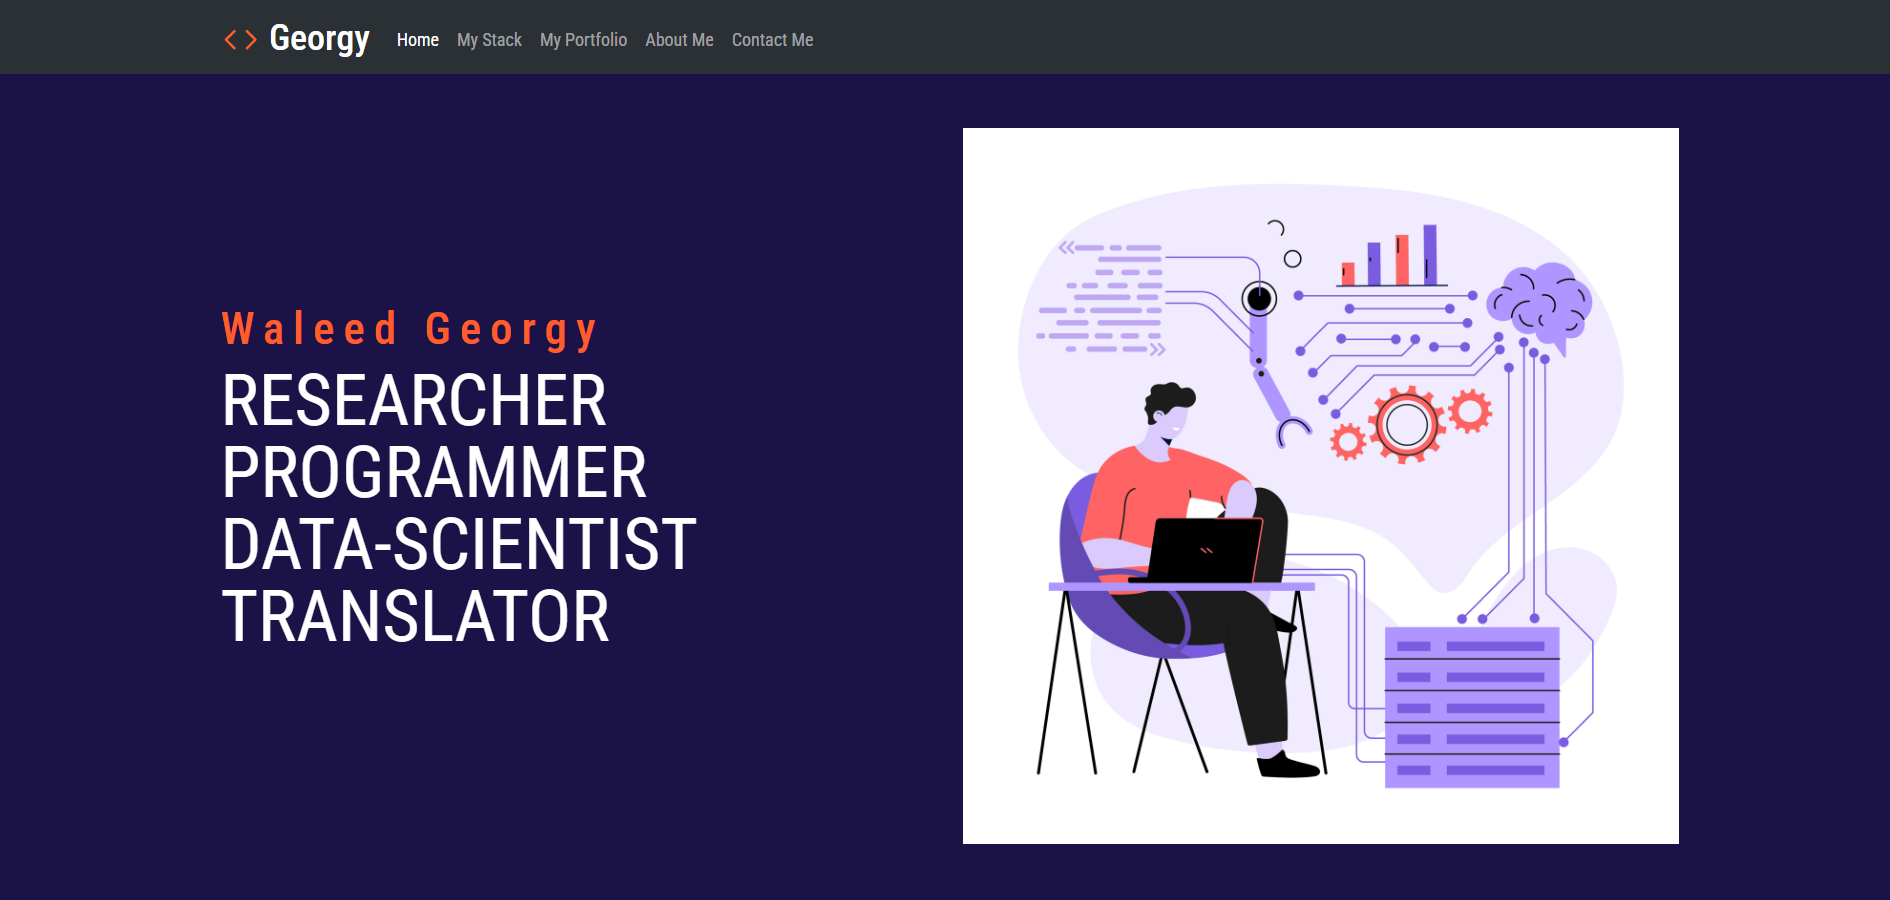 < > Georgy Home My Stack My Portfolio About Me Contact Me
Waleed Georgy
RESEARCHER
PROGRAMMER
DATA-SCIENTIST
TRANSLATOR